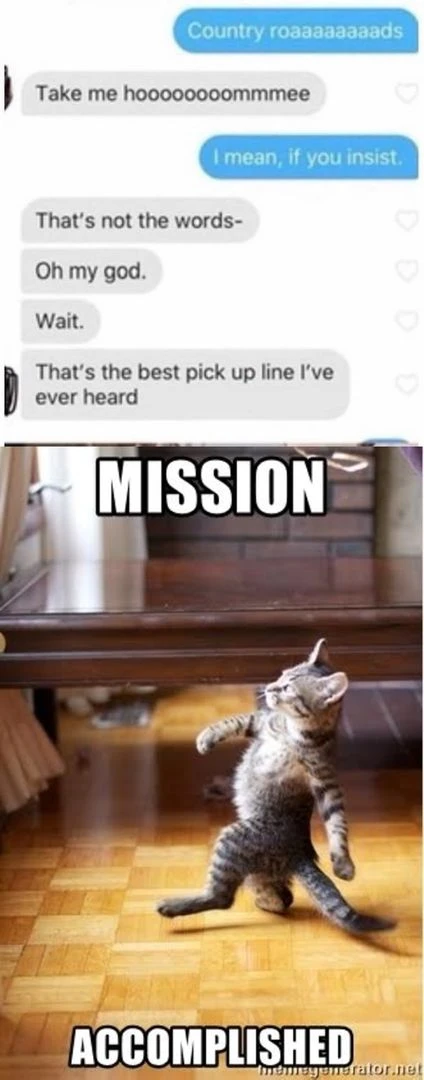 Country roaaaaaaaads
Take me hoooooooommmee
I mean, if you insist.
That's not the words-
Oh my god.
Wait.
That's the best pick up line I've
ever heard
MISSION
ACCOMPLISHED
memegenerator.net